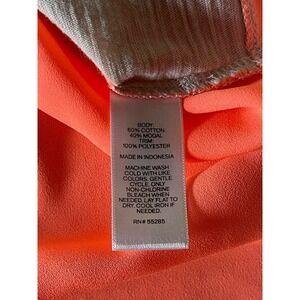 BODY:
60% COTTON
40% MODAL
TRIM:
100% POLYESTER
MADE IN INDONESIA
MACHINE WASH
COLD WITH LIKE
COLORS, GENTLE
CYCLE, ONLY
NON-CHLORINE
BLEACH WHEN
NEEDED. LAY FLAT TO
DRY, COOL IRON IF
NEEDED.
RN# 55285